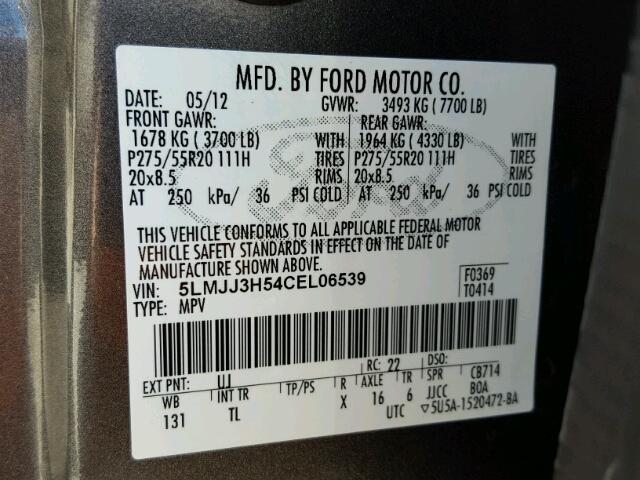 MFD. BY FORD MOTOR CO.
DATE: 05/12 GVWR: 3493 KG ( 7700 LB)
FRONT GAWR: REAR GAWR:
1678 KG ( 3700 LB) WITH 1964 KG ( 4330 LB) WITH
P275/55R20 111H TIRES P275/55R20 111H TIRES
20x8.5 RIMS 20x8.5 RIMS
AT 250 kPa/ 36 PSI COLD AT 250 kPa/ 36 PSI COLD
THIS VEHICLE CONFORMS TO ALL APPLICABLE FEDERAL MOTOR
VEHICLE SAFETY STANDARDS IN EFFECT ON THE DATE OF
MANUFACTURE SHOWN ABOVE.
VIN: 5LMJJ3H54CEL06539 F0369
TYPE: MPV T0414
RC: 22 DSO:
EXT PNT: UJ
WB INT TR TP/PS R AXLE TR SPR CB714
131 TL X 16 6 JJCC BOA
UTC ▽5U5A-1520472-BA